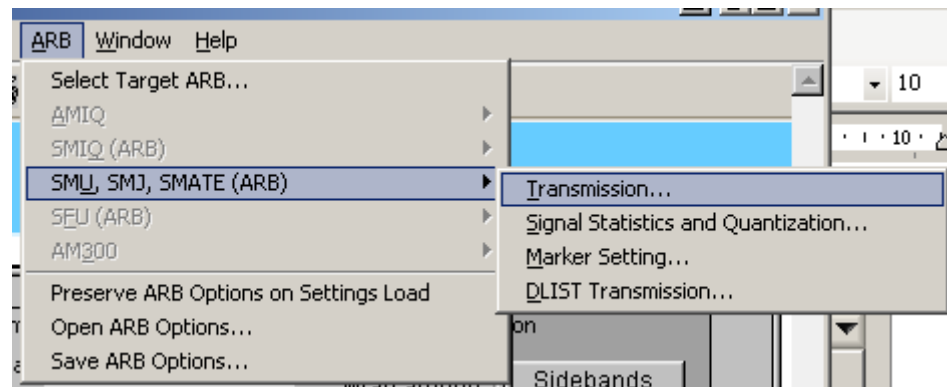 ARB Window Help
Select Target ARB...
10
AMIQ
SMIQ (ARB)
10
SMU, SMJ, SMATE (ARB)
Transmission...
SFU (ARB)
Signal Statistics and Quantization...
AM300
Marker Setting...
Preserve ARB Options on Settings Load
DLIST Transmission...
Open ARB Options...
on
Save ARB Options...
Sidebands